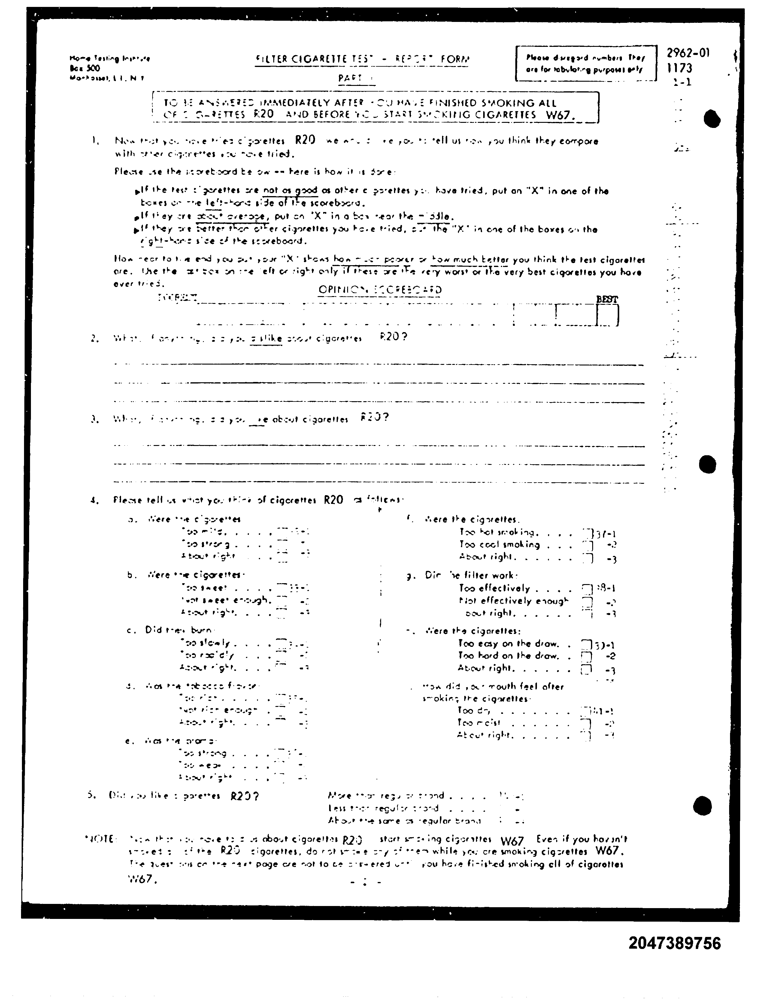 Home Testing Institute
Box 500
Manhasset, L I, N Y
FILTER CIGARETTE TEST - REPORT FORM
PART I
Please disregard numbers They
are for tabulating purposes only
2962-01
1173
1-1
TO BE ANSWERED IMMEDIATELY AFTER YOU HAVE FINISHED SMOKING ALL
OF CIGARETTES R20 AND BEFORE YOU START SMOKING CIGARETTES W67.
1. Now that you have tried cigarettes R20 we would like you to tell us how you think they compare
with other cigarettes you have tried.
Please use the scoreboard below -- here is how it is done:
If the test cigarettes are not as good as other cigarettes you have tried, put an "X" in one of the
boxes on the left-hand side of the scoreboard.
If they are about average, put an "X" in a box near the middle.
If they are better than other cigarettes you have tried, put the "X" in one of the boxes on the
right-hand side of the scoreboard.
How near to the end you put your "X" shows how much poorer or how much better you think the test cigarettes
are. Use the last box on the left or right only if these are the very worst or the very best cigarettes you have
ever tried.
OPINION SCOREBOARD
BEST
2. What, if anything, did you dislike about cigarettes R20?
3. What, if anything, did you like about cigarettes R20?
4. Please tell us what you think of cigarettes R20 as follows:
a. Were the cigarettes
Too mild. . . . .
Too strong . . . .
About right . . .
b. Were the cigarettes:
Too sweet . . . .
Not sweet enough.
About right. . . .
c. Did they burn
Too slowly . . . .
Too rapidly . . .
About right. . . . -3
d. Was the tobacco flavor:
Too rich . . . . .
Not rich enough .
About right. . . .
e. Was the aroma:
Too strong . . . .
Too weak . . . . .
About right . . . .
f. Were the cigarettes.
Too hot smoking. . . . 37-1
Too cool smoking . . . -2
About right. . . . . . -3
g. Did the filter work:
Too effectively . . . . 38-1
Not effectively enough -2
About right. . . . . . -3
h. Were the cigarettes:
Too easy on the draw. . 39-1
Too hard on the draw. . -2
About right. . . . . . -3
How did your mouth feel after
smoking the cigarettes:
Too dry . . . . . . .
Too moist . . . . . . -2
About right. . . . . . -3
5. Did you like cigarettes R20?
More than regular brand . . . .
Less than regular brand . . . .
About the same as regular brand
NOTE: Now that you have told us about cigarettes R20 start smoking cigarettes W67 Even if you haven't
smoked all of the R20 cigarettes, do not smoke any of them while you are smoking cigarettes W67.
The questions on the next page are not to be answered until you have finished smoking all of cigarettes
W67.
2047389756